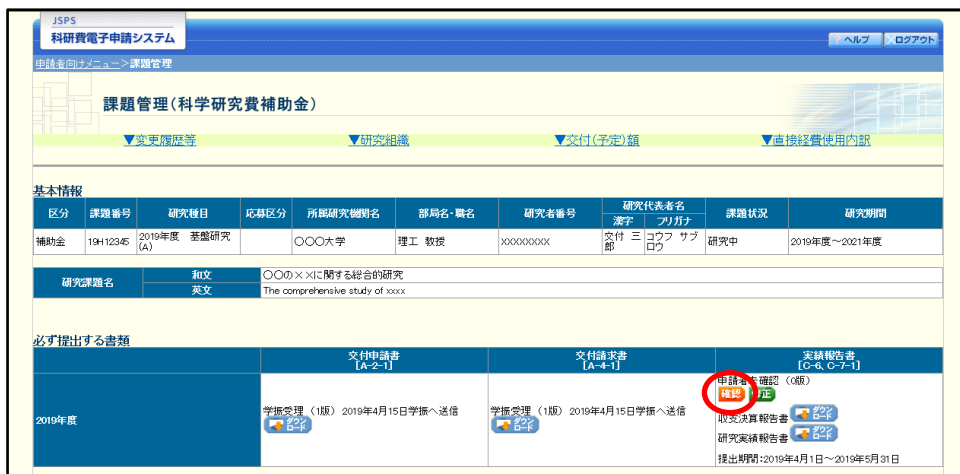 JSPS
科研費電子申請システム
ヘルプ
ログアウト
申請者向けメニュー>課題管理
課題管理(科学研究費補助金)
▼変更履歴等 ▼研究組織 ▼交付(予定)額 ▼直接経費使用内訳
基本情報
区分 課題番号 研究種目 応募区分 所属研究機関名 部局名・職名 研究者番号 研究代表者名 課題状況 研究期間
漢字 フリガナ
補助金 19H12345 2019年度 基盤研究(A) 〇〇〇大学 理工 教授 XXXXXXXX 交付 三郎 コウフ サブロウ 研究中 2019年度~2021年度
研究課題名
和文 〇〇の××に関する総合的研究
英文 The comprehensive study of xxxx
必ず提出する書類
交付申請書 交付請求書 実績報告書
[A-2-1] [A-4-1] [C-6、C-7-1]
2019年度
学振受理 (1版) 2019年4月15日学振へ送信
ダウンロード
学振受理 (1版) 2019年4月15日学振へ送信
ダウンロード
申請者未確認 (0版)
確認 修正
収支決算報告書 ダウンロード
研究実績報告書 ダウンロード
提出期間:2019年4月1日~2019年5月31日